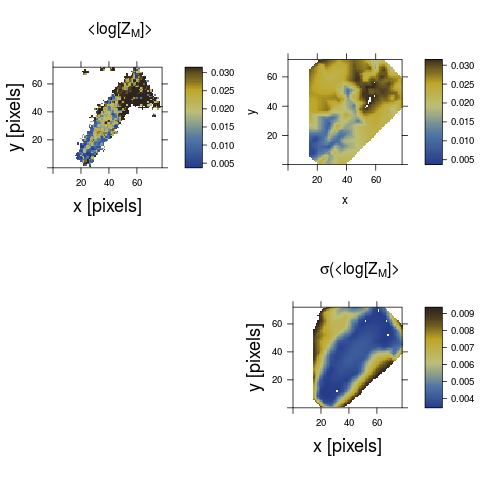 <log[Z_M]>
60
40
20
20 40 60
x [pixels]
y [pixels]
0.030
0.025
0.020
0.015
0.010
0.005
60
40
20
20 40 60
x
y
0.030
0.025
0.020
0.015
0.010
0.005
σ(<log[Z_M]>
60
40
20
20 40 60
x [pixels]
y [pixels]
0.009
0.008
0.007
0.006
0.005
0.004